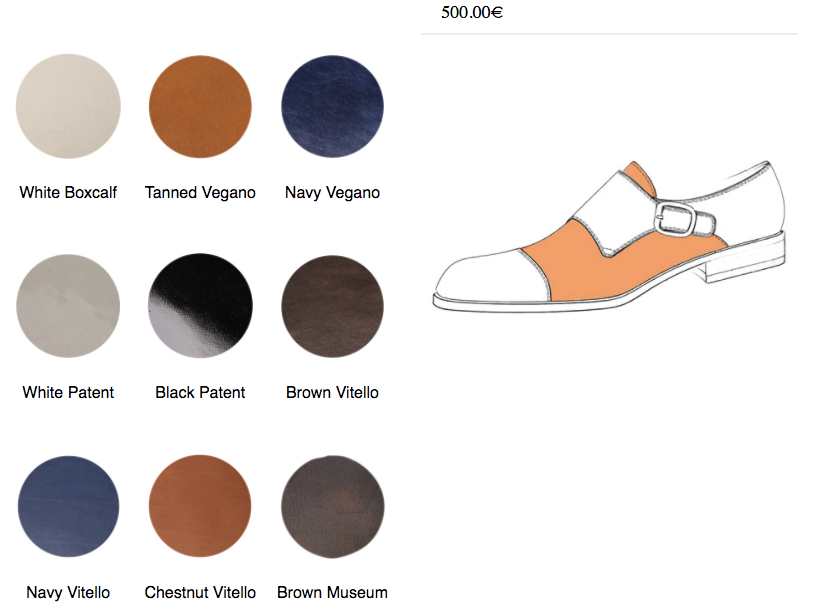 500.00€
White Boxcalf
Tanned Vegano
Navy Vegano
White Patent
Black Patent
Brown Vitello
Navy Vitello
Chestnut Vitello
Brown Museum